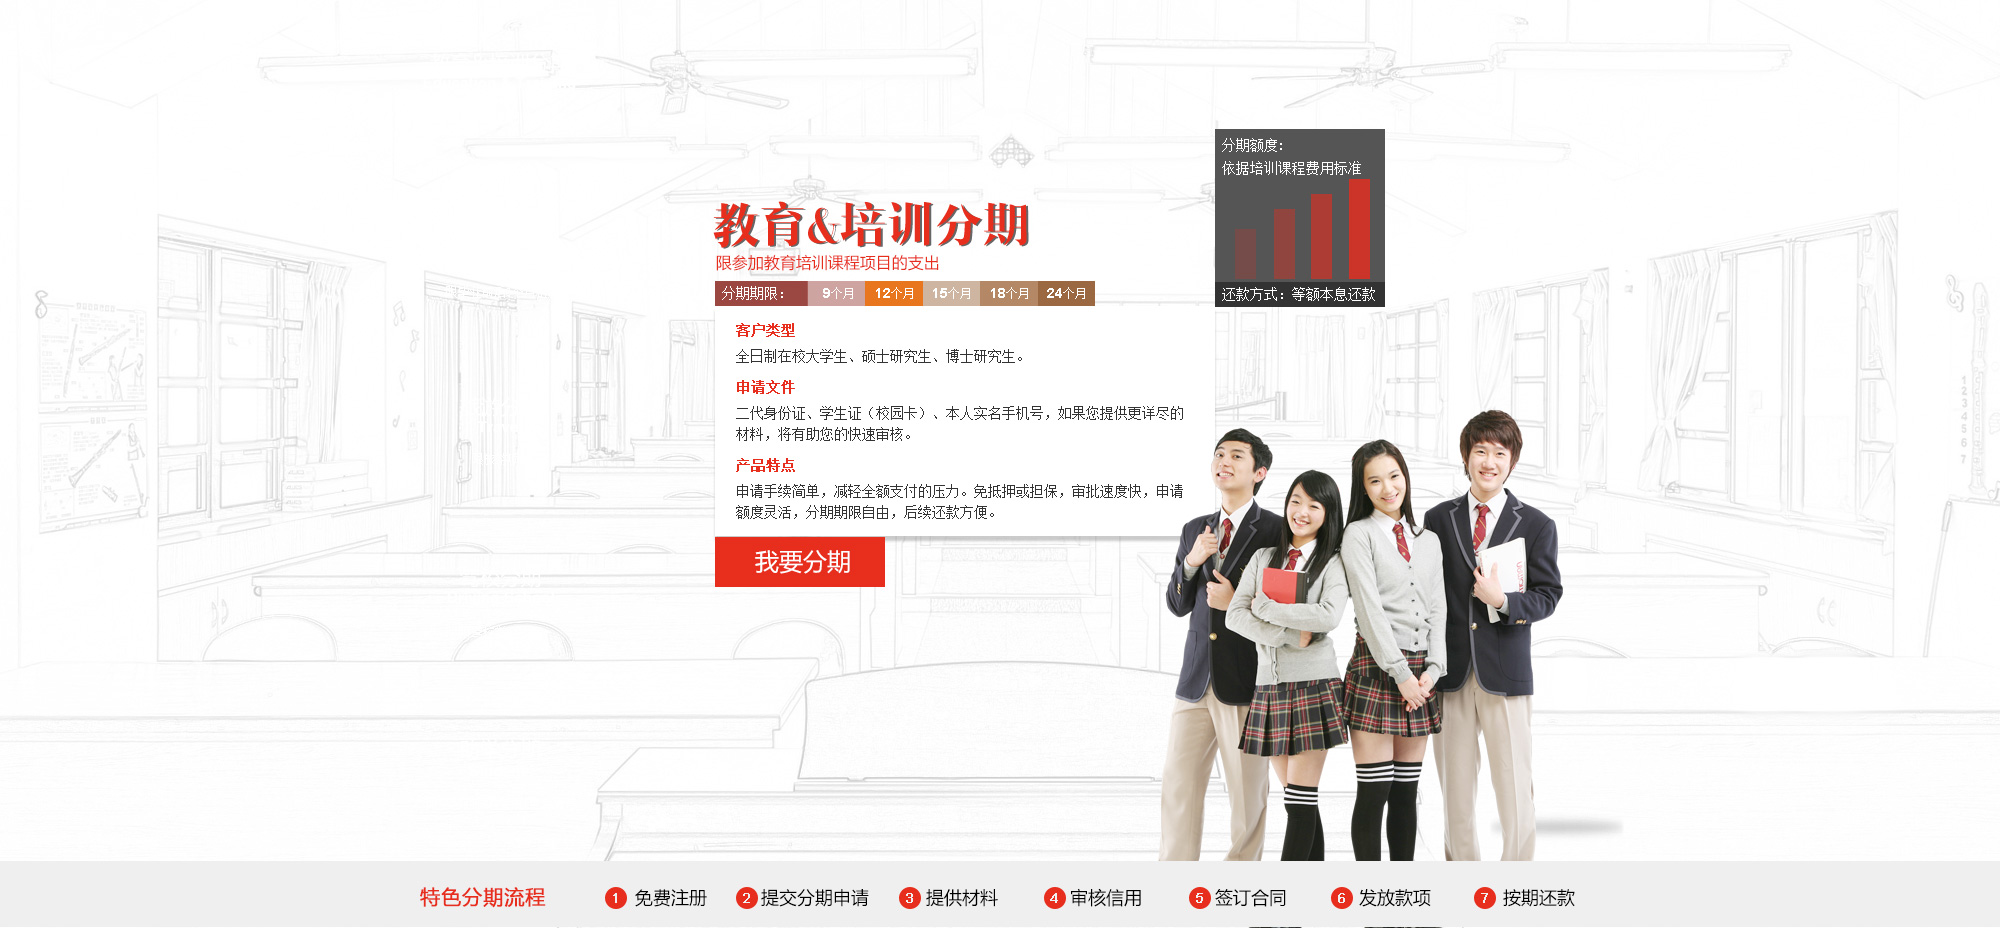 教育&培训分期
限参加教育培训课程项目的支出
分期期限： 9个月 12个月 15个月 18个月 24个月
分期额度：
依据培训课程费用标准
还款方式：等额本息还款
客户类型
全日制在校大学生、硕士研究生、博士研究生。
申请文件
二代身份证、学生证（校园卡）、本人实名手机号，如果您提供更详尽的
材料，将有助您的快速审核。
产品特点
申请手续简单，减轻全额支付的压力。免抵押或担保，审批速度快，申请
额度灵活，分期期限自由，后续还款方便。
我要分期
特色分期流程 1 免费注册 2 提交分期申请 3 提供材料 4 审核信用 5 签订合同 6 发放款项 7 按期还款